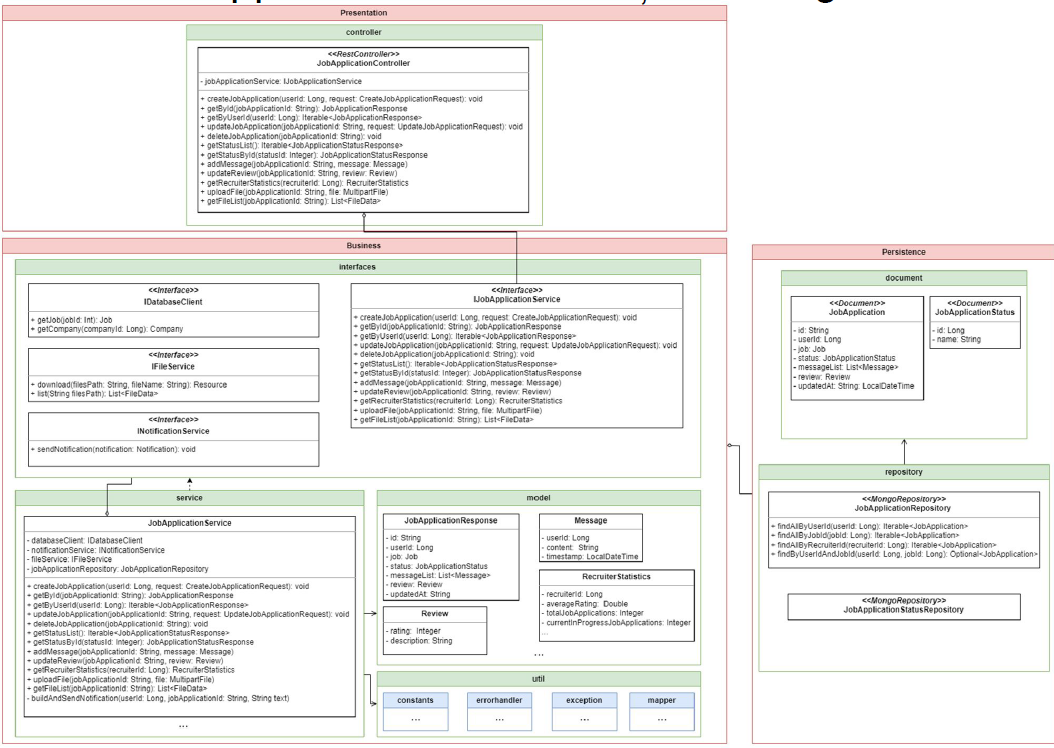 Presentation
controller
<<RestController>>
JobApplicationController
- jobApplicationService: IJobApplicationService
+ createJobApplication(userId: Long, request: CreateJobApplicationRequest): void
+ getById(jobApplicationId: String): JobApplicationResponse
+ getByUserId(userId: Long): Iterable<JobApplicationResponse>
+ updateJobApplication(jobApplicationId: String, request: UpdateJobApplicationRequest): void
+ deleteJobApplication(jobApplicationId: String): void
+ getStatusList(): Iterable<JobApplicationStatusResponse>
+ getStatusById(statusId: Integer): JobApplicationStatusResponse
+ addMessage(jobApplicationId: String, message: Message)
+ updateReview(jobApplicationId: String, review: Review)
+ getRecruiterStatistics(recruiterId: Long): RecruiterStatistics
+ uploadFile(jobApplicationId: String, file: MultipartFile)
+ getFileList(jobApplicationId: String): List<FileData>
Business
interfaces
<<Interface>>
IDatabaseClient
+ getJob(jobId: Int): Job
+ getCompany(companyId: Long): Company
<<Interface>>
IFileService
+ download(filesPath: String, fileName: String): Resource
+ list(String filesPath): List<FileData>
<<Interface>>
INotificationService
+ sendNotification(notification: Notification): void
<<Interface>>
IJobApplicationService
+ createJobApplication(userId: Long, request: CreateJobApplicationRequest): void
+ getById(jobApplicationId: String): JobApplicationResponse
+ getByUserId(userId: Long): Iterable<JobApplicationResponse>
+ updateJobApplication(jobApplicationId: String, request: UpdateJobApplicationRequest): void
+ deleteJobApplication(jobApplicationId: String): void
+ getStatusList(): Iterable<JobApplicationStatusResponse>
+ getStatusById(statusId: Integer): JobApplicationStatusResponse
+ addMessage(jobApplicationId: String, message: Message)
+ updateReview(jobApplicationId: String, review: Review)
+ getRecruiterStatistics(recruiterId: Long): RecruiterStatistics
+ uploadFile(jobApplicationId: String, file: MultipartFile)
+ getFileList(jobApplicationId: String): List<FileData>
service
JobApplicationService
- databaseClient: IDatabaseClient
- notificationService: INotificationService
- fileService: IFileService
- jobApplicationRepository: JobApplicationRepository
+ createJobApplication(userId: Long, request: CreateJobApplicationRequest): void
+ getById(jobApplicationId: String): JobApplicationResponse
+ getByUserId(userId: Long): Iterable<JobApplicationResponse>
+ updateJobApplication(jobApplicationId: String, request: UpdateJobApplicationRequest): void
+ deleteJobApplication(jobApplicationId: String): void
+ getStatusList(): Iterable<JobApplicationStatusResponse>
+ getStatusById(statusId: Integer): JobApplicationStatusResponse
+ addMessage(jobApplicationId: String, message: Message)
+ updateReview(jobApplicationId: String, review: Review)
+ getRecruiterStatistics(recruiterId: Long): RecruiterStatistics
+ uploadFile(jobApplicationId: String, file: MultipartFile)
+ getFileList(jobApplicationId: String): List<FileData>
- buildAndSendNotification(userId: Long, jobApplicationId: String, String text)
...
model
JobApplicationResponse
- id: String
- userId: Long
- job: Job
- status: JobApplicationStatus
- messageList: List<Message>
- review: Review
- updatedAt: String
Message
- userId: Long
- content: String
- timestamp: LocalDateTime
RecruiterStatistics
- recruiterId: Long
- averageRating: Double
- totalJobApplications: Integer
- currentInProgressJobApplications: Integer
...
Review
- rating: Integer
- description: String
...
util
constants
...
errorhandler
...
exception
...
mapper
...
Persistence
document
<<Document>>
JobApplication
- id: String
- userId: Long
- job: Job
- status: JobApplicationStatus
- messageList: List<Message>
- review: Review
- updatedAt: String: LocalDateTime
<<Document>>
JobApplicationStatus
- id: Long
- name: String
repository
<<MongoRepository>>
JobApplicationRepository
+ findAllByUserId(userId: Long): Iterable<JobApplication>
+ findAllByJobId(jobId: Long): Iterable<JobApplication>
+ findAllByRecruiterId(recruiterId: Long): Iterable<JobApplication>
+ findByUserIdAndJobId(userId: Long, jobId: Long): Optional<JobApplication>
<<MongoRepository>>
JobApplicationStatusRepository